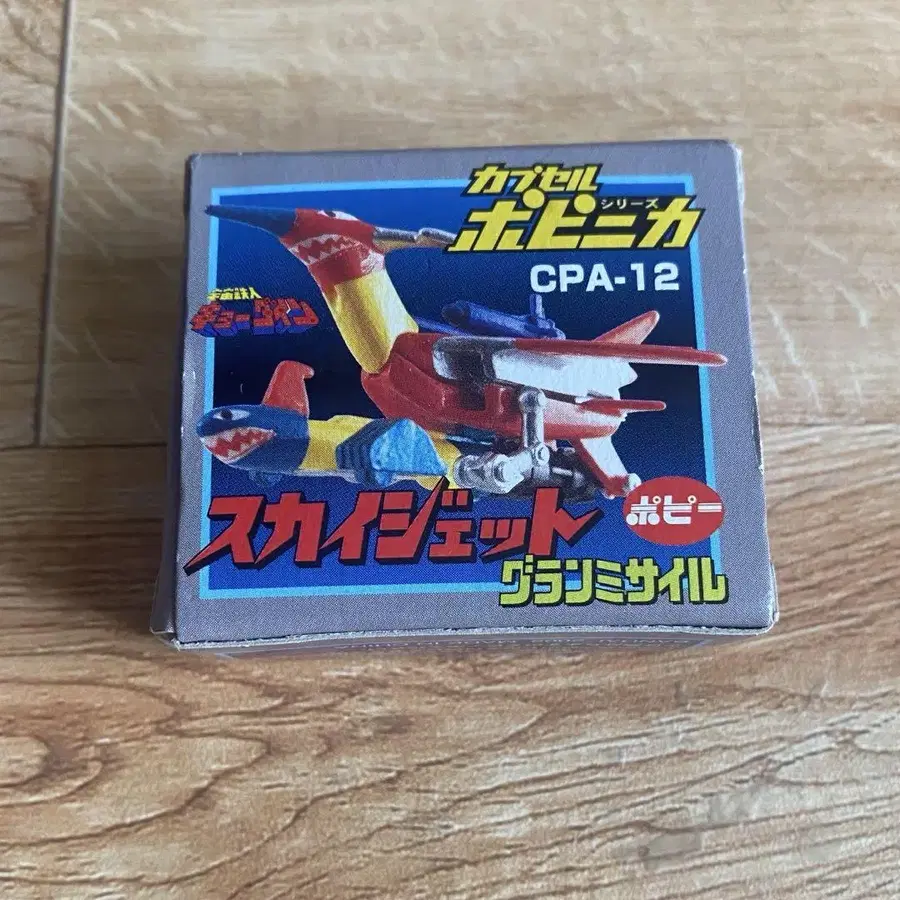 カプセル
ポピニカ
シリーズ
CPA-12
宇宙鉄人
キョーダイン
スカイジェット
ポピー
グランミサイル